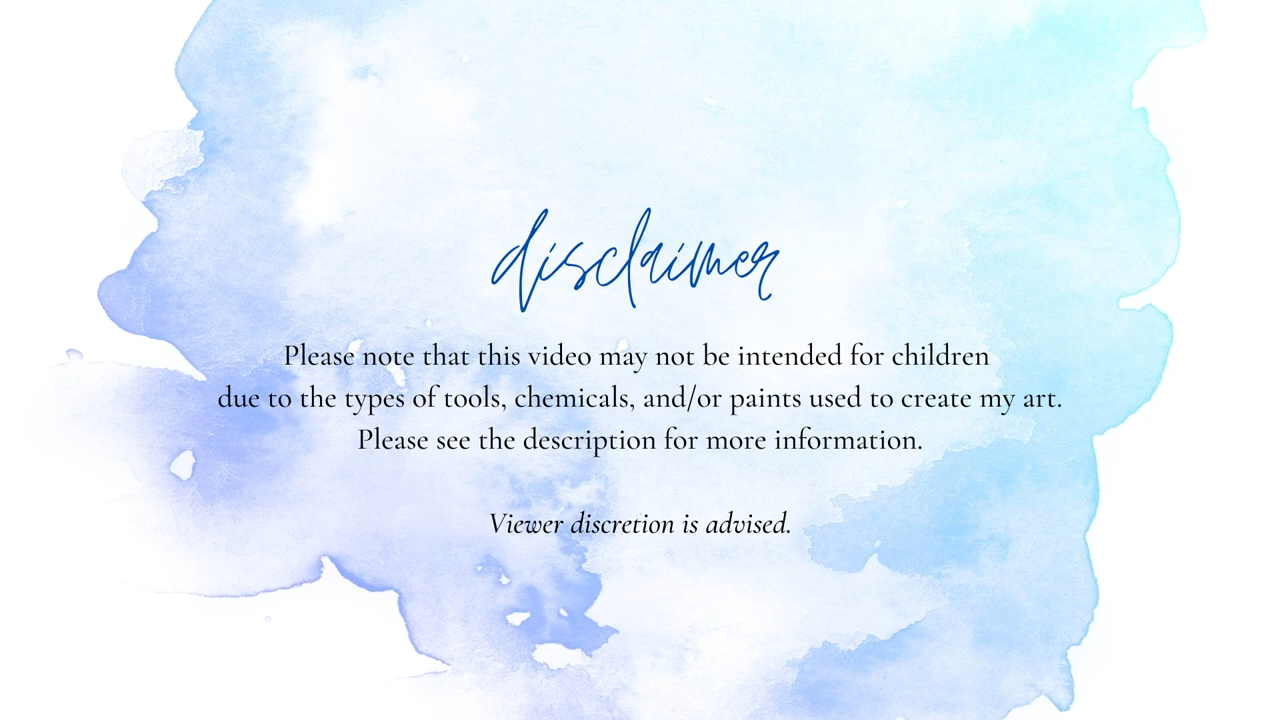 disclaimer
Please note that this video may not be intended for children
due to the types of tools, chemicals, and/or paints used to create my art.
Please see the description for more information.
Viewer discretion is advised.